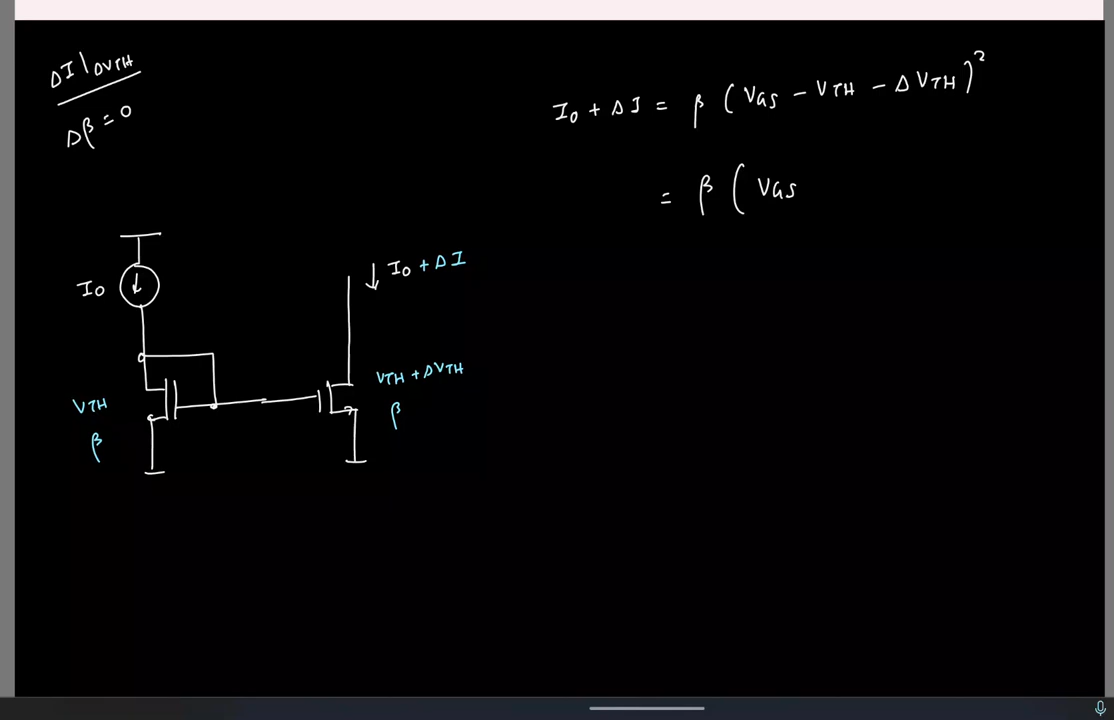 ΔI|ΔVTH
Δβ = 0
I0 + ΔI = β (VGS - VTH - ΔVTH)²
= β ( VGS
I0
↓ I0 + ΔI
VTH
β
VTH + ΔVTH
β